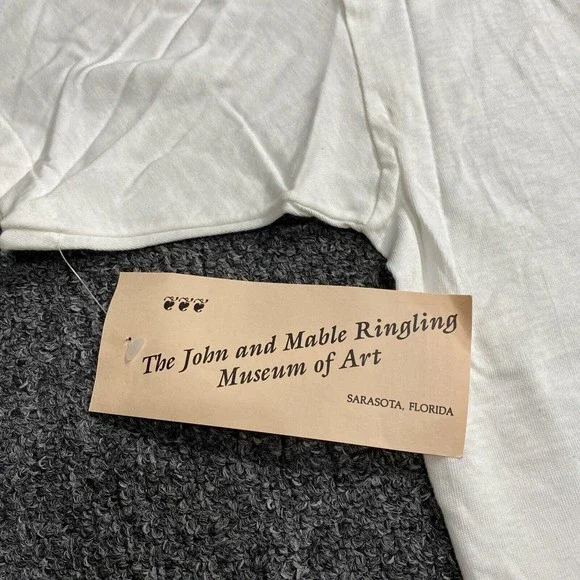 The John and Mable Ringling
Museum of Art
SARASOTA, FLORIDA